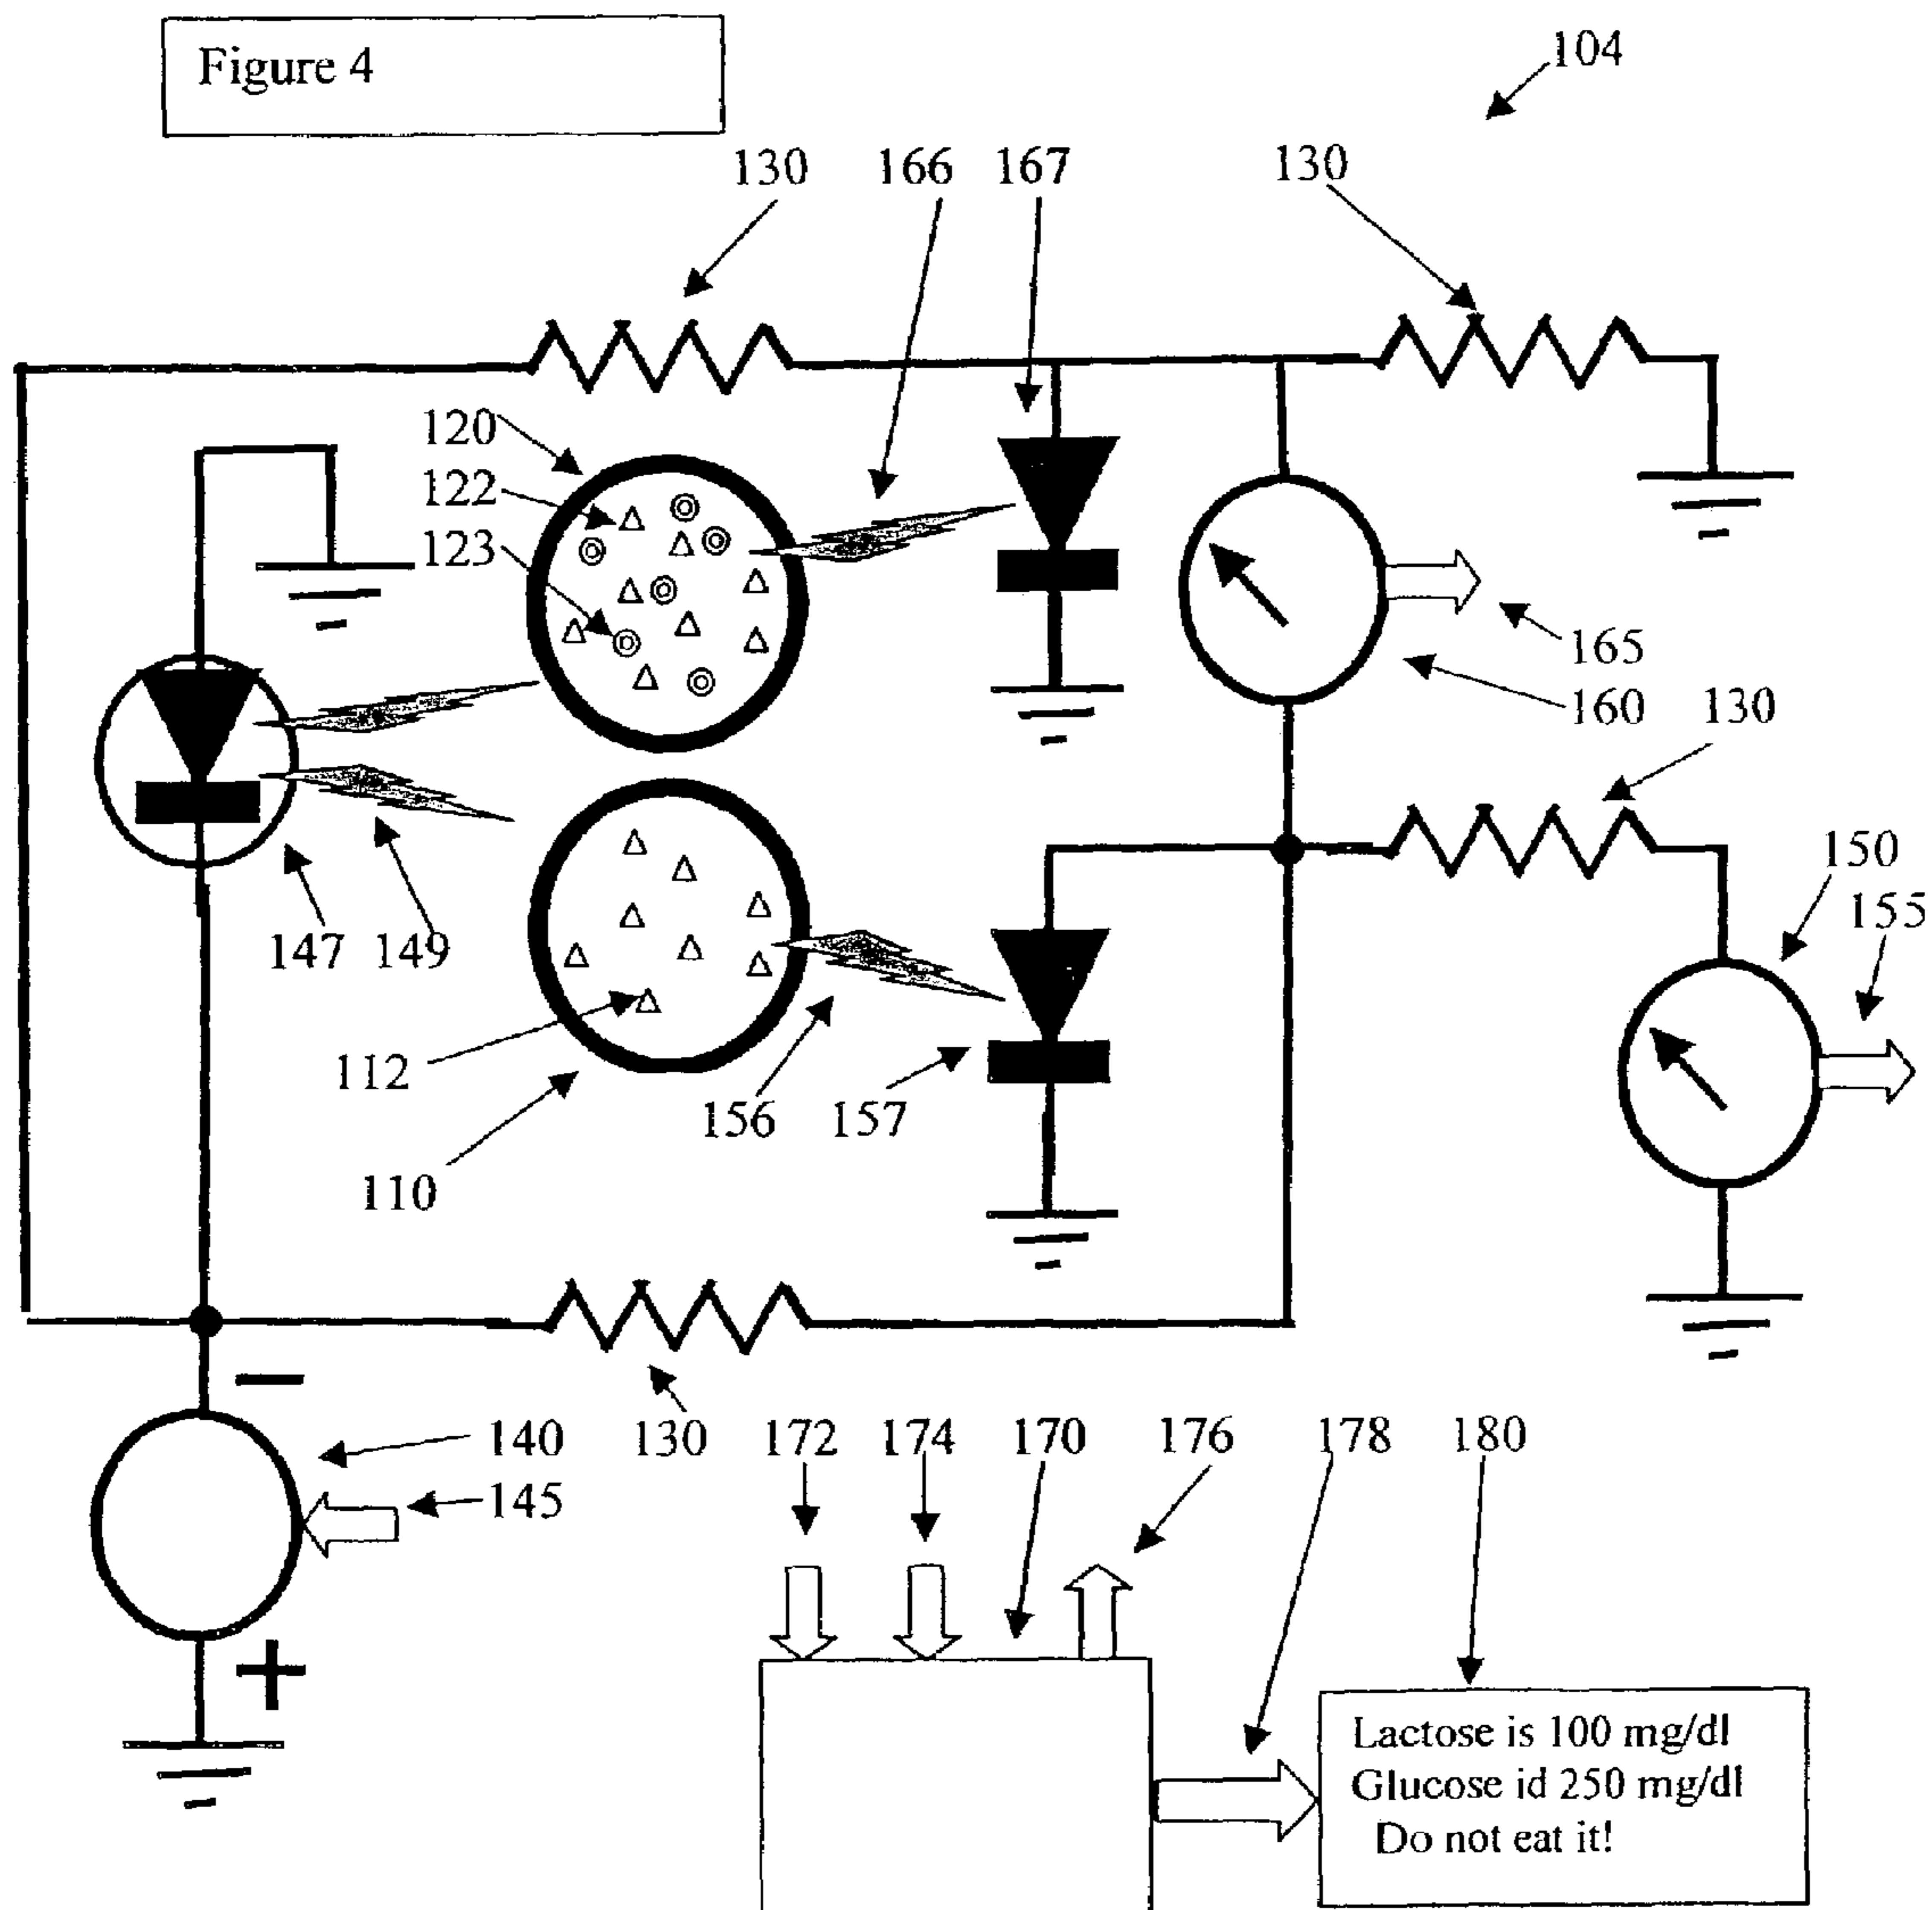 Figure 4
104
130 166 167 130
120
122
123
165
160 130
150
155
147 149
112
156 157
110
−
140 130 172 174 170 176 178 180
145
+
Lactose is 100 mg/dl
Glucose id 250 mg/dl
Do not eat it!